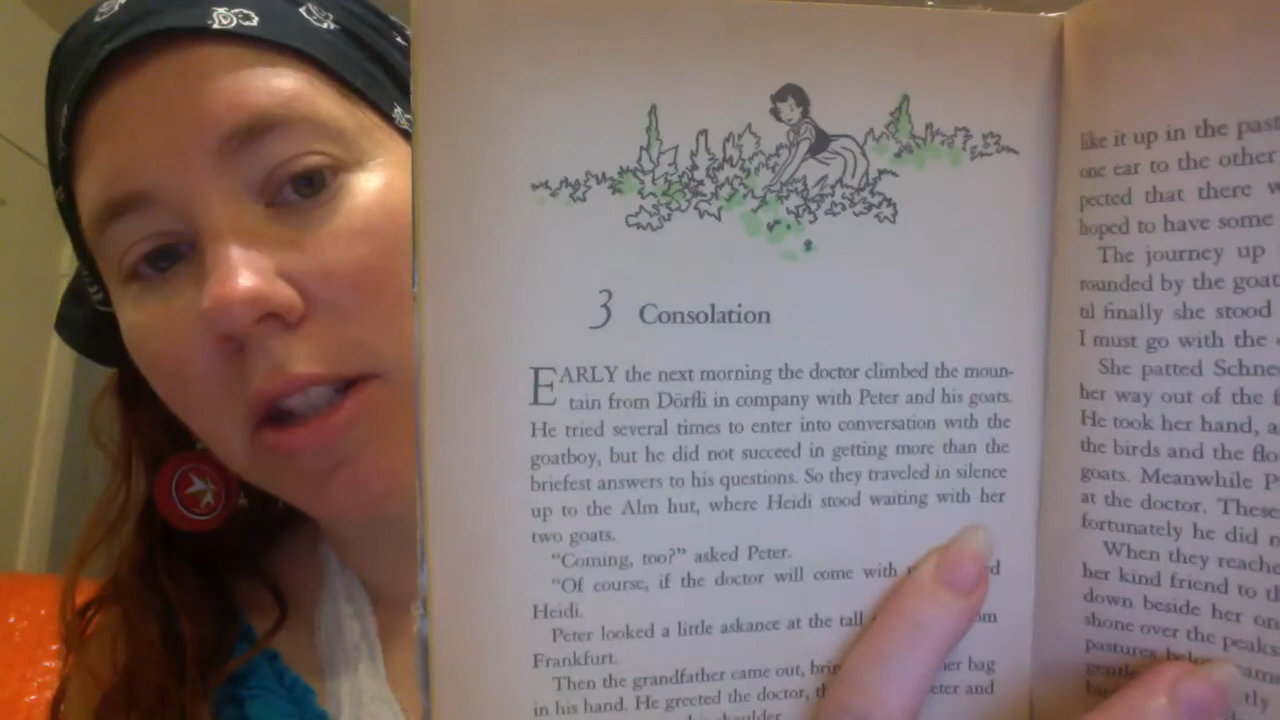 3 Consolation
EARLY the next morning the doctor climbed the moun-
tain from Dörfli in company with Peter and his goats.
He tried several times to enter into conversation with the
goatboy, but he did not succeed in getting more than the
briefest answers to his questions. So they traveled in silence
up to the Alm hut, where Heidi stood waiting with her
two goats.
"Coming, too?" asked Peter.
"Of course, if the doctor will come with
Heidi.
Peter looked a little askance at the tall
Frankfurt.
Then the grandfather came out, bag
in his hand. He greeted the doctor, and
shoulder
like it up in the
one ear to the other
pected that there
hoped to have some
The journey up
rounded by the
finally she stood
I must go with the
She patted
her way out of the
He took her hand,
the birds and the
goats. Meanwhile
at the doctor. These
fortunately he did
When they
her kind friend to
down beside her
shone over the peaks
pastures